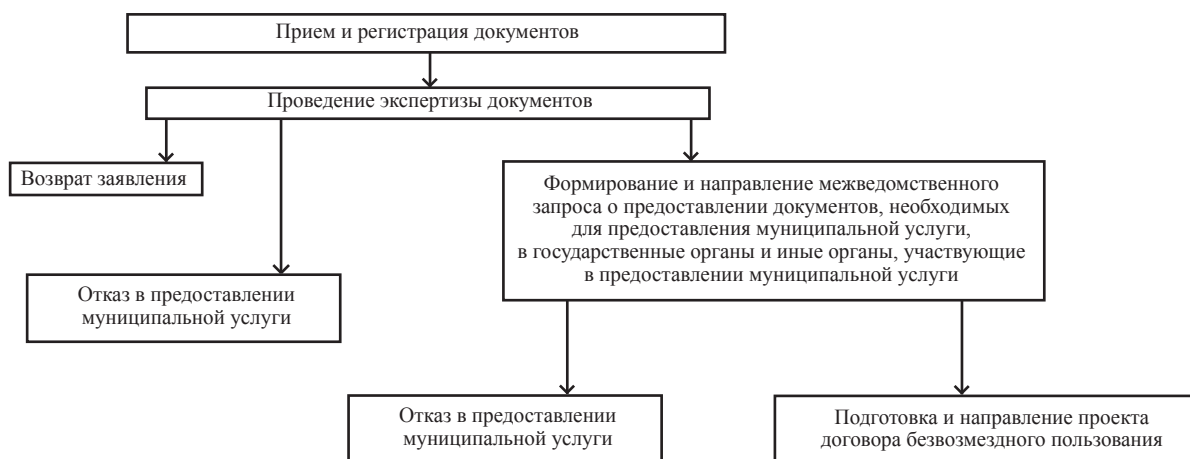 Прием и регистрация документов
Проведение экспертизы документов
Возврат заявления
Формирование и направление межведомственного
запроса о предоставлении документов, необходимых
для предоставления муниципальной услуги,
в государственные органы и иные органы, участвующие
в предоставлении муниципальной услуги
Отказ в предоставлении
муниципальной услуги
Отказ в предоставлении
муниципальной услуги
Подготовка и направление проекта
договора безвозмездного пользования